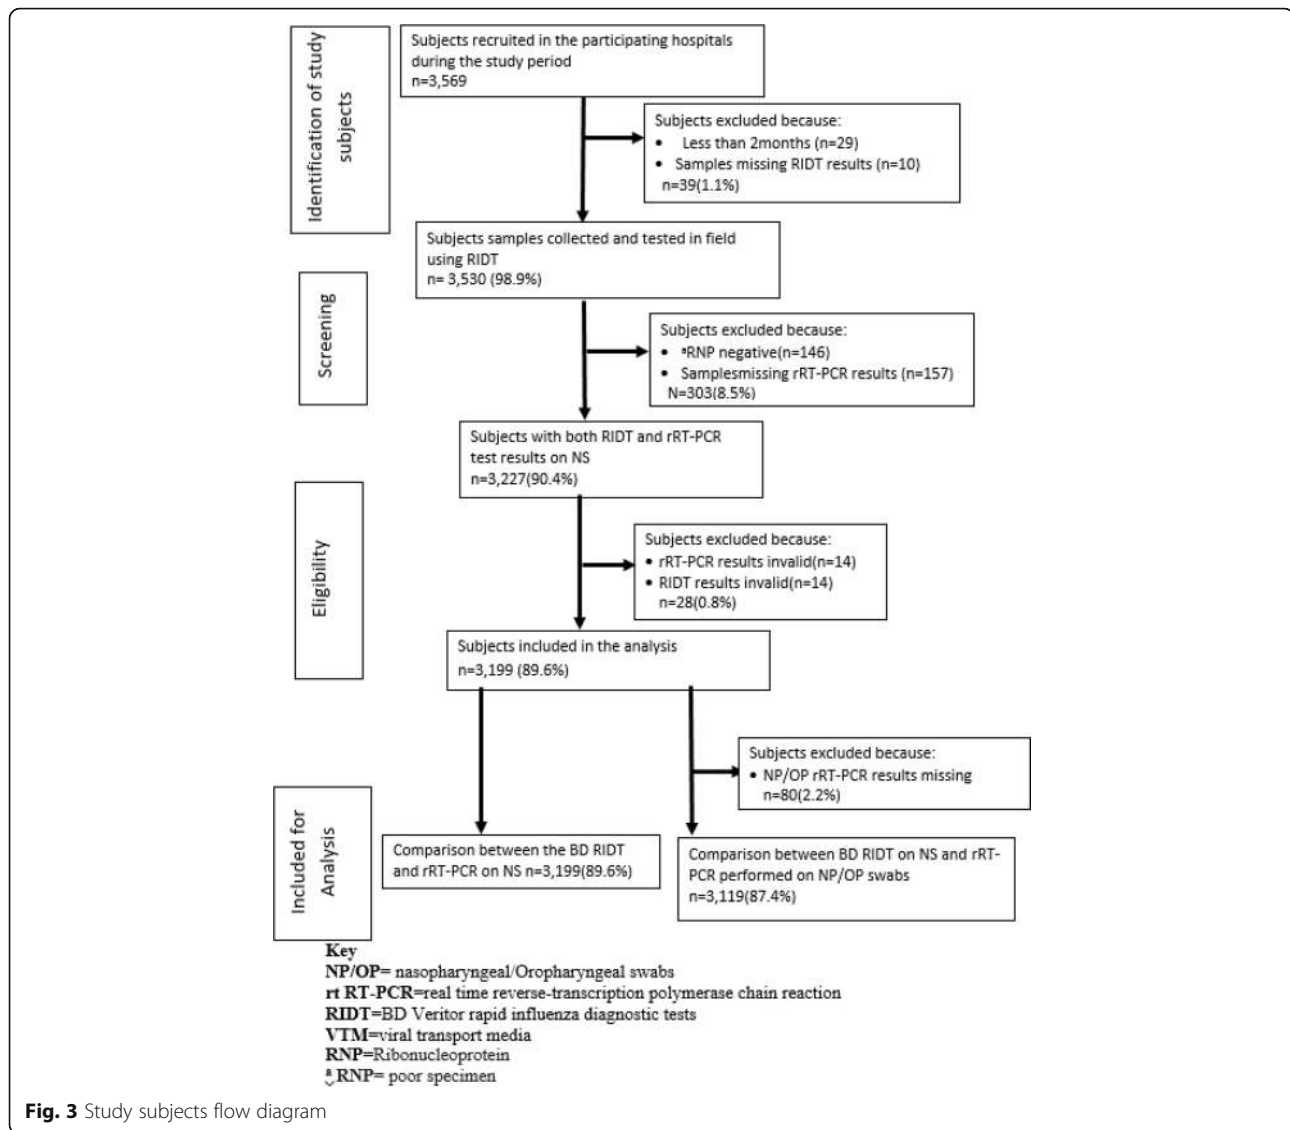 Identification of study
subjects
Subjects recruited in the participating hospitals
during the study period
n=3,569
Subjects excluded because:
• Less than 2months (n=29)
• Samples missing RIDT results (n=10)
n=39(1.1%)
Subjects samples collected and tested in field
using RIDT
n= 3,530 (98.9%)
Screening
Subjects excluded because:
• ᵃRNP negative(n=146)
• Samplesmissing rRT-PCR results (n=157)
N=303(8.5%)
Subjects with both RIDT and rRT-PCR
test results on NS
n=3,227(90.4%)
Eligibility
Subjects excluded because:
• rRT-PCR results invalid(n=14)
• RIDT results invalid(n=14)
n=28(0.8%)
Subjects included in the analysis
n=3,199 (89.6%)
Subjects excluded because:
• NP/OP rRT-PCR results missing
n=80(2.2%)
Included for
Analysis
Comparison between the BD RIDT
and rRT-PCR on NS n=3,199(89.6%)
Comparison between BD RIDT on NS and rRT-
PCR performed on NP/OP swabs
n=3,119(87.4%)
Key
NP/OP= nasopharyngeal/Oropharyngeal swabs
rt RT-PCR=real time reverse-transcription polymerase chain reaction
RIDT=BD Veritor rapid influenza diagnostic tests
VTM=viral transport media
RNP=Ribonucleoprotein
ᵃ RNP= poor specimen
Fig. 3 Study subjects flow diagram